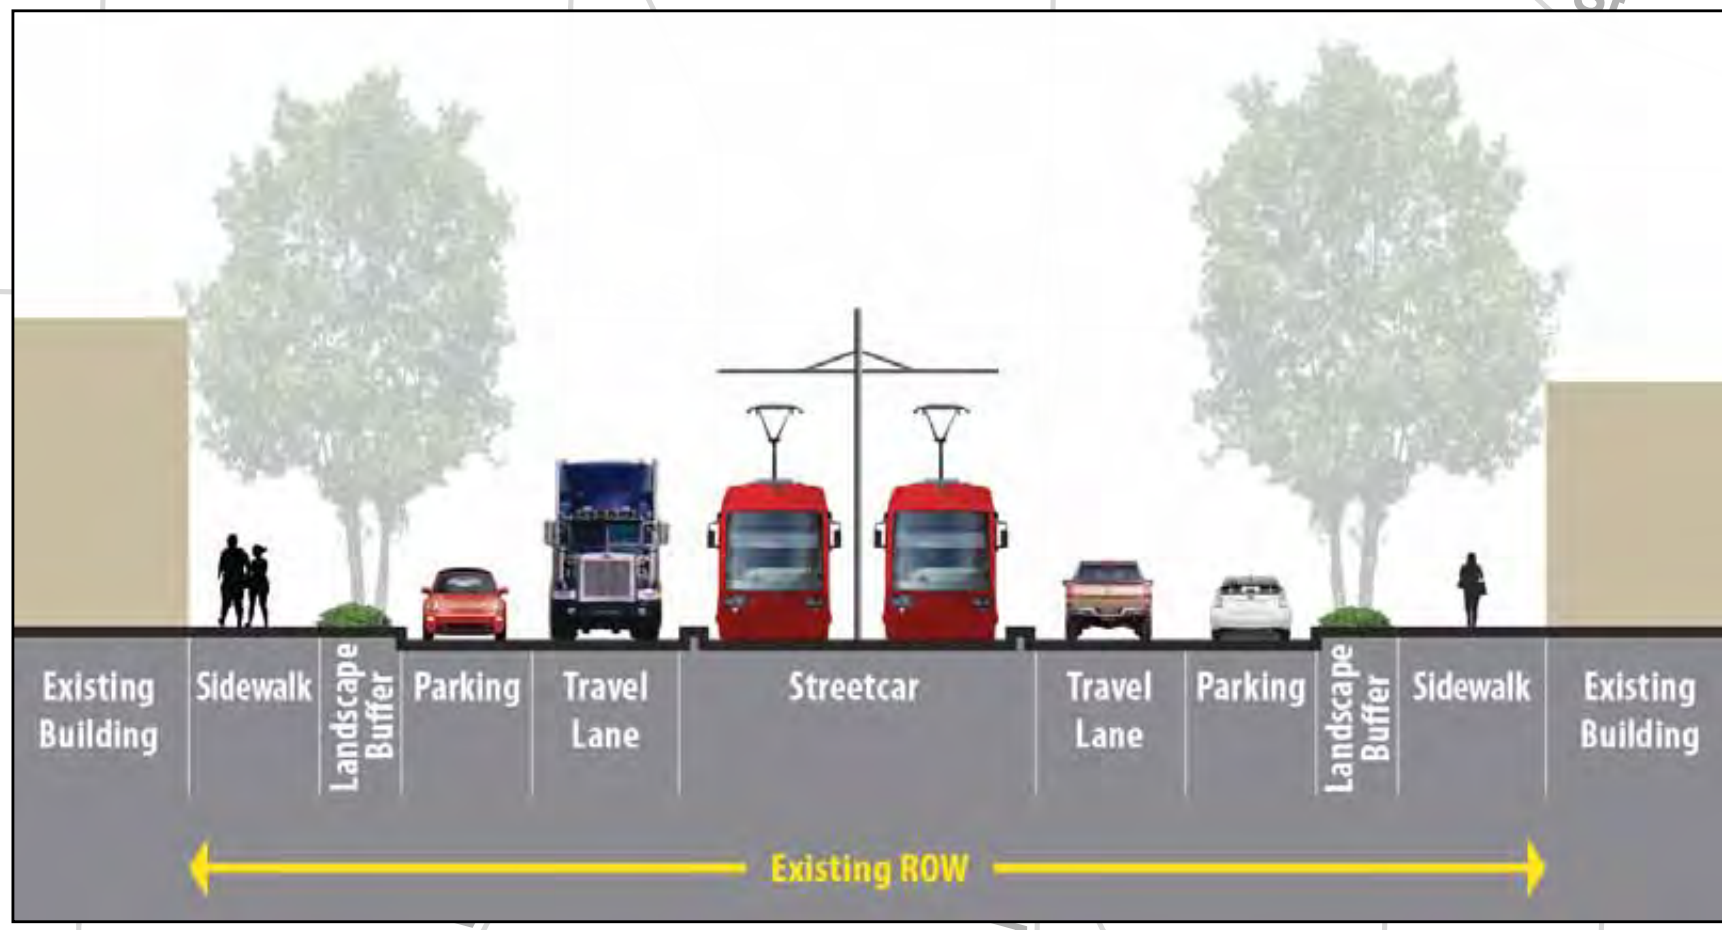 Existing
Building
Sidewalk
Landscape
Buffer
Parking
Travel
Lane
Streetcar
Travel
Lane
Parking
Landscape
Buffer
Sidewalk
Existing
Building
Existing ROW